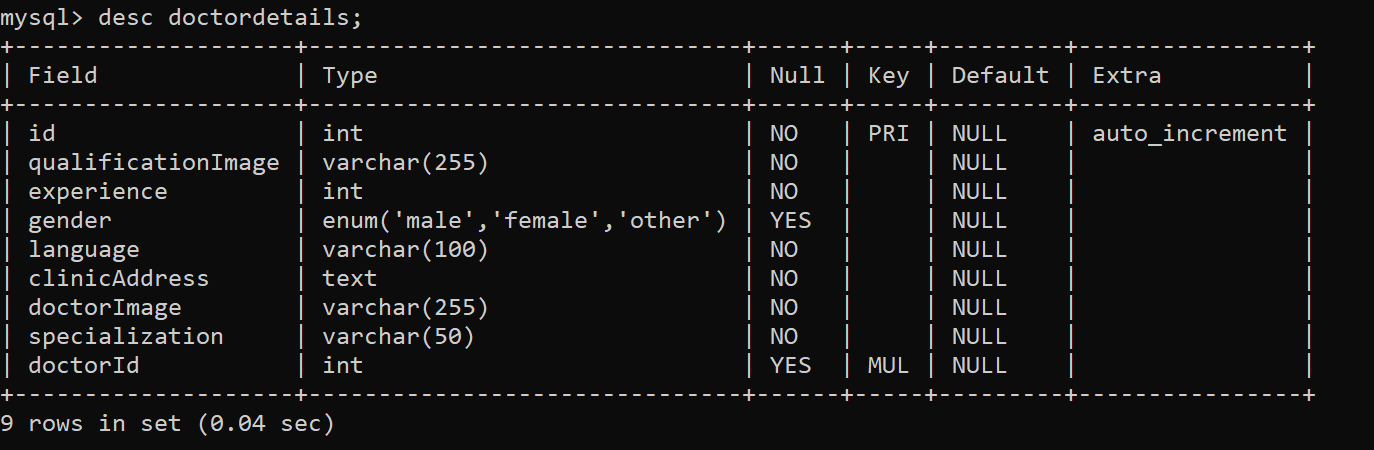 mysql> desc doctordetails;
+--------------------+-------------------------------+------+-----+---------+----------------+
| Field              | Type                          | Null | Key | Default | Extra          |
+--------------------+-------------------------------+------+-----+---------+----------------+
| id                 | int                           | NO   | PRI | NULL    | auto_increment |
| qualificationImage | varchar(255)                  | NO   |     | NULL    |                |
| experience         | int                           | NO   |     | NULL    |                |
| gender             | enum('male','female','other') | YES  |     | NULL    |                |
| language           | varchar(100)                  | NO   |     | NULL    |                |
| clinicAddress      | text                          | NO   |     | NULL    |                |
| doctorImage        | varchar(255)                  | NO   |     | NULL    |                |
| specialization     | varchar(50)                   | NO   |     | NULL    |                |
| doctorId           | int                           | YES  | MUL | NULL    |                |
+--------------------+-------------------------------+------+-----+---------+----------------+
9 rows in set (0.04 sec)